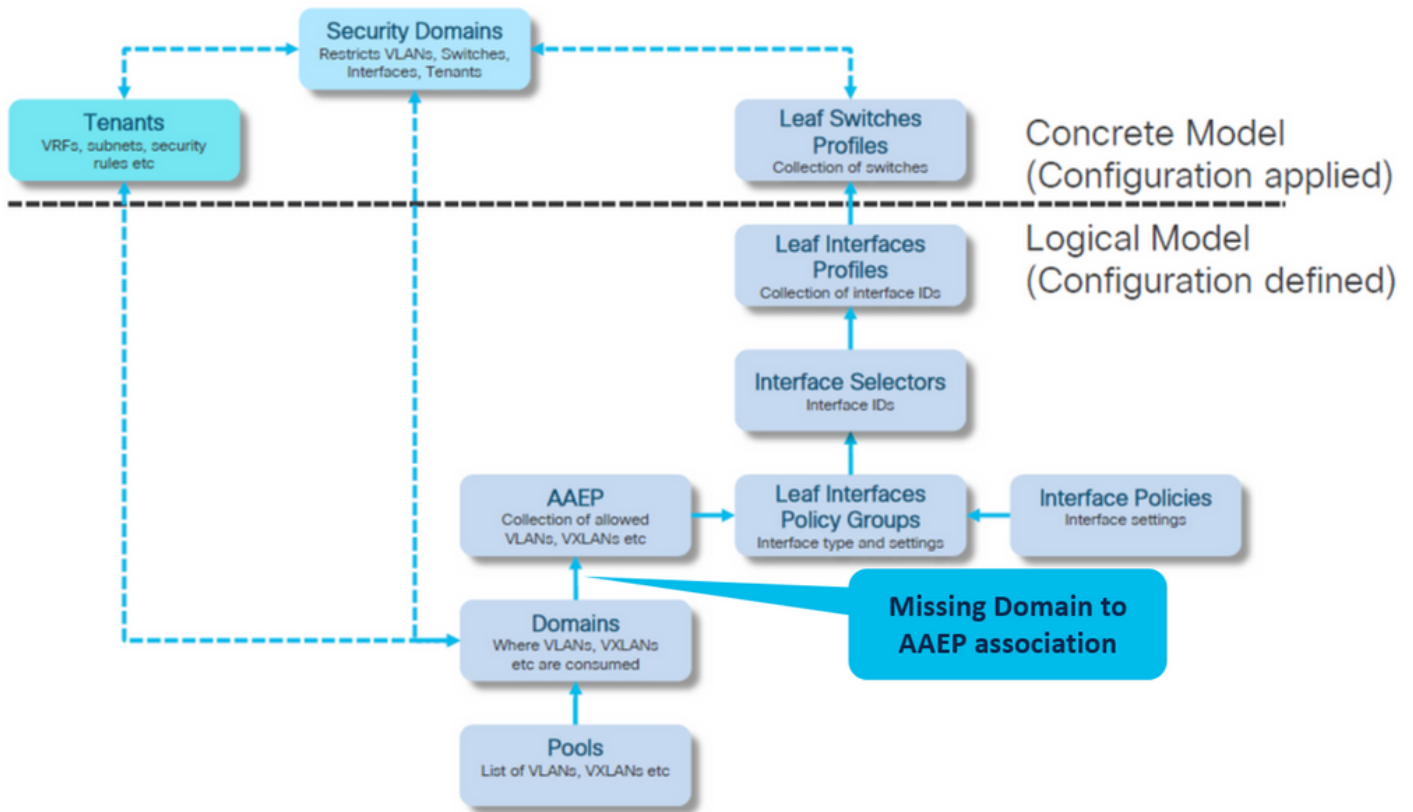 Security Domains
Restricts VLANs, Switches,
Interfaces, Tenants
Tenants
VRFs, subnets, security
rules etc
Leaf Switches
Profiles
Collection of switches
Concrete Model
(Configuration applied)
Leaf Interfaces
Profiles
Collection of interface IDs
Logical Model
(Configuration defined)
Interface Selectors
Interface IDs
AAEP
Collection of allowed
VLANs, VXLANs etc
Leaf Interfaces
Policy Groups
Interface type and settings
Interface Policies
Interface settings
Missing Domain to
AAEP association
Domains
Where VLANs, VXLANs
etc are consumed
Pools
List of VLANs, VXLANs etc